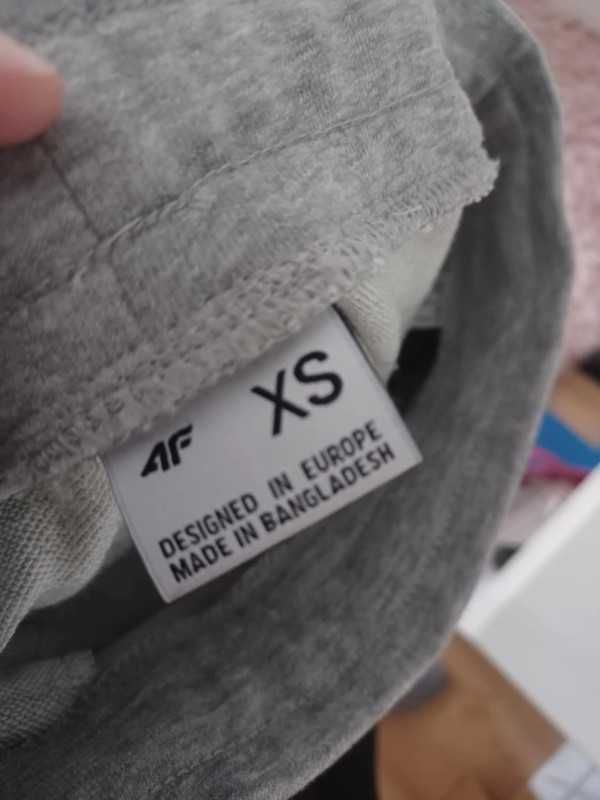 XS
4F
DESIGNED IN EUROPE
MADE IN BANGLADESH